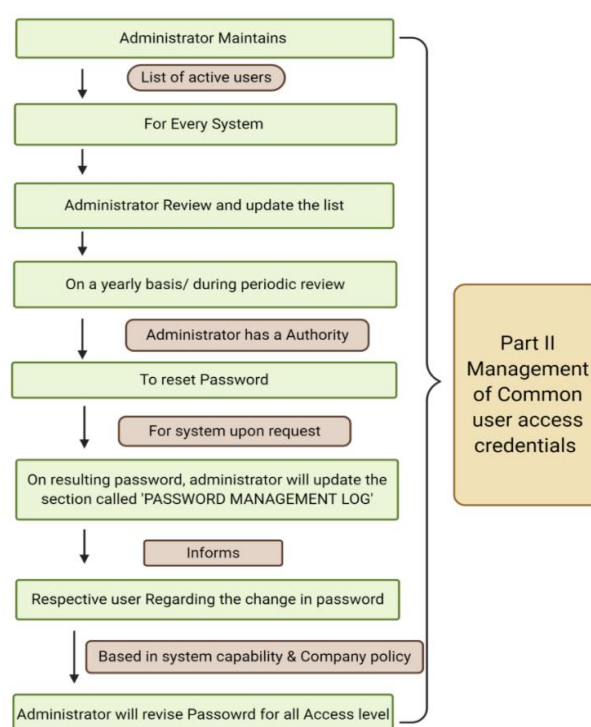 Administrator Maintains
List of active users
For Every System
Administrator Review and update the list
On a yearly basis/ during periodic review
Administrator has a Authority
To reset Password
For system upon request
On resulting password, administrator will update the
section called 'PASSWORD MANAGEMENT LOG'
Informs
Respective user Regarding the change in password
Based in system capability & Company policy
Administrator will revise Passowrd for all Access level
Part II
Management
of Common
user access
credentials